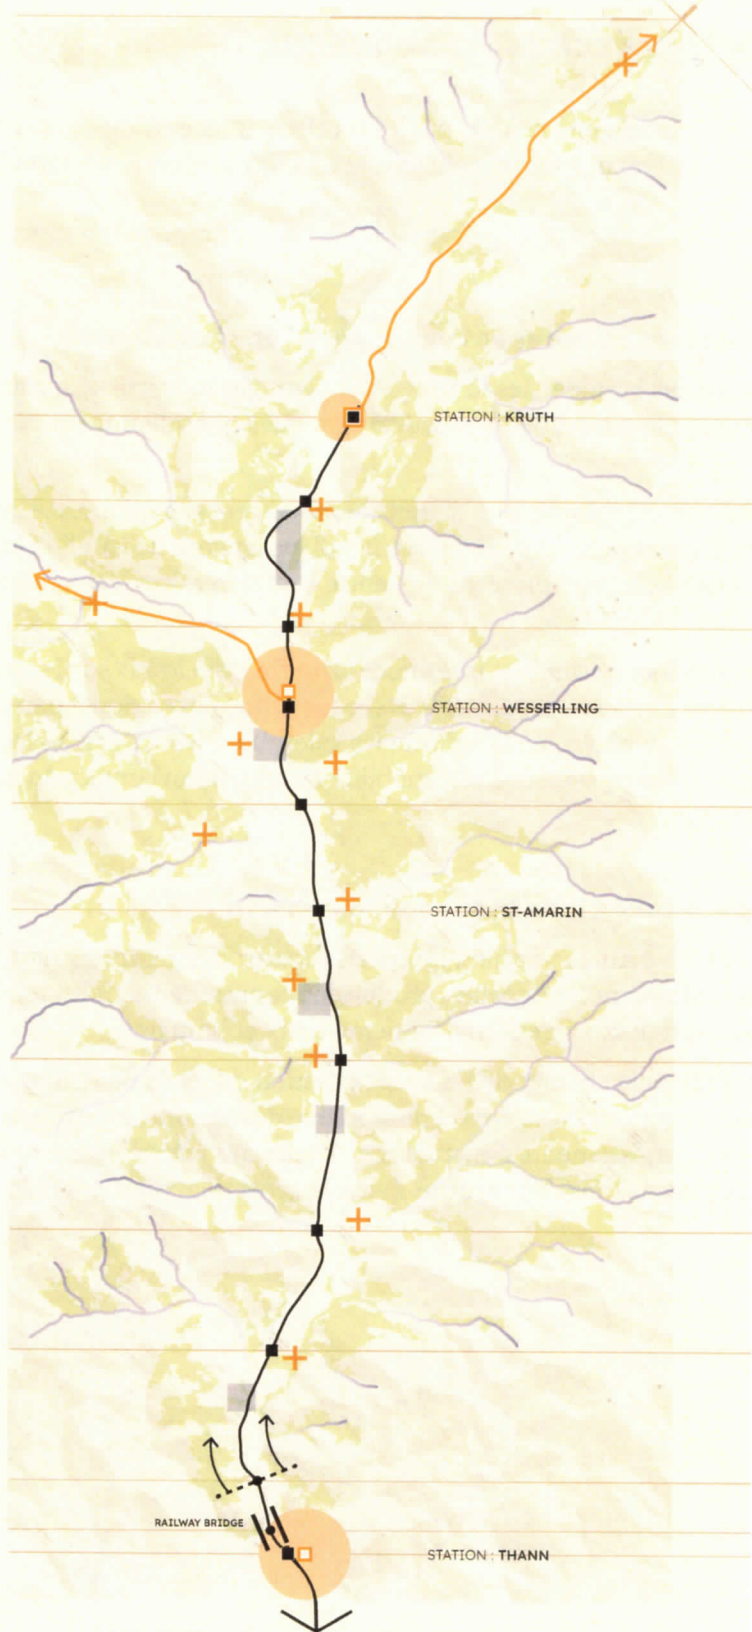 STATION : KRUTH
STATION : WESSERLING
STATION : ST-AMARIN
RAILWAY BRIDGE
STATION : THANN